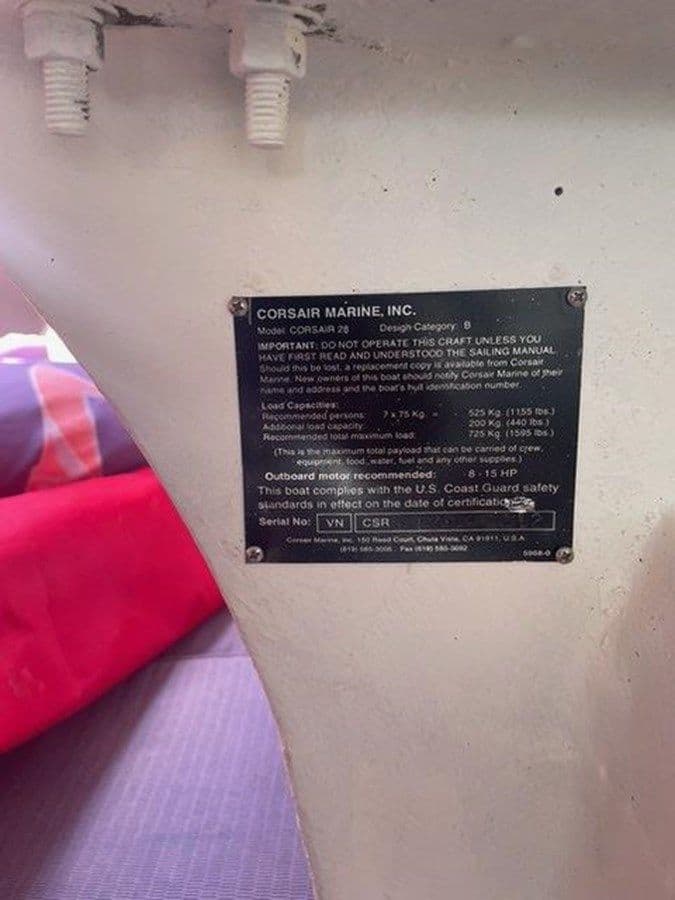 CORSAIR MARINE, INC.
Model: CORSAIR 28 Design Category: B
IMPORTANT: DO NOT OPERATE THIS CRAFT UNLESS YOU
HAVE FIRST READ AND UNDERSTOOD THE SAILING MANUAL.
Should this be lost, a replacement copy is available from Corsair
Marine. New owners of this boat should notify Corsair Marine of their
name and address and the boat's hull identification number.
Load Capacities:
Recommended persons: 7 x 75 Kg. = 525 Kg. (1155 lbs.)
Additional load capacity: 200 Kg. (440 lbs.)
Recommended total maximum load: 725 Kg. (1595 lbs.)
(This is the maximum total payload that can be carried of crew,
equipment, food, water, fuel and any other supplies.)
Outboard motor recommended: 8 - 15 HP
This boat complies with the U.S. Coast Guard safety
standards in effect on the date of certification.
Serial No: VN CSR
Corsair Marine, Inc. 150 Reed Court, Chula Vista, CA 91911, U.S.A.
(619) 585-3005 Fax (619) 585-3092